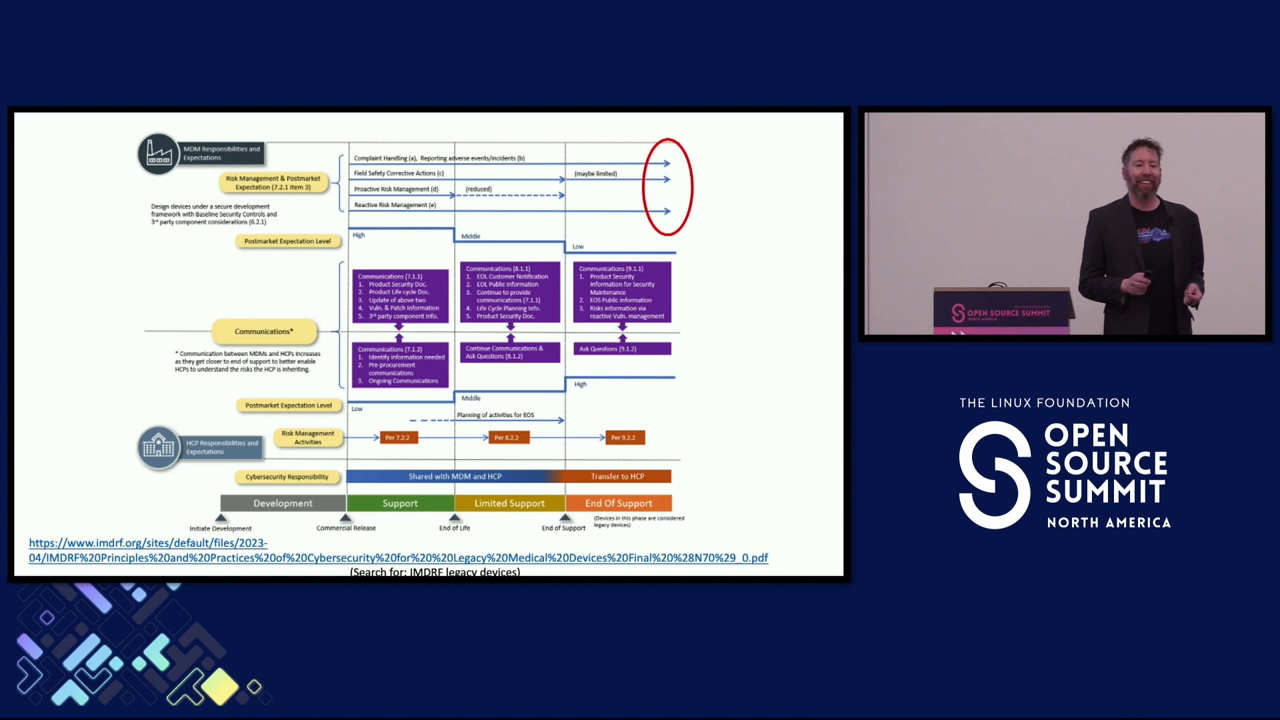 MDM Responsibilities and
Expectations
Complaint Handling (a), Reporting adverse events/incidents (b)
Field Safety Corrective Actions (c)
(maybe limited)
Risk Management & Postmarket
Expectation (7.2.1 item 3)
Proactive Risk Management (d)
(reduced)
Reactive Risk Management (e)
Design devices under a secure development
framework with Baseline Security Controls and
3rd party component considerations (6.2.1)
Postmarket Expectation Level
High
Middle
Low
Communications (7.1.1)
1. Product Security Doc.
2. Product Life cycle Doc.
3. Update of above two
4. Vuln. & Patch Information
5. 3rd party component info.
Communications (8.1.1)
1. EOL Customer Notification
2. EOL Public information
3. Continue to provide
communications (7.1.1)
4. Life Cycle Planning Info.
5. Product Security Doc.
Communications (9.1.1)
1. Product Security
Information for Security
Maintenance
2. EOS Public information
3. Risks information via
reactive Vuln. management
Communications*
* Communication between MDMs and HCPs increases
as they get closer to end of support to better enable
HCPs to understand the risks the HCP is inheriting.
Communications (7.1.2)
1. Identify information needed
2. Pre-procurement
communications
3. Ongoing Communications
Continue Communications &
Ask Questions (8.1.2)
Ask Questions (9.1.2)
Postmarket Expectation Level
Low
Middle
High
Planning of activities for EOS
HCP Responsibilities and
Expectations
Risk Management
Activities
Per 7.2.2
Per 8.2.2
Per 9.2.2
Cybersecurity Responsibility
Shared with MDM and HCP
Transfer to HCP
Development
Support
Limited Support
End Of Support
Initiate Development
Commercial Release
End of Life
End of Support
(Devices in this phase are considered
legacy devices)
https://www.imdrf.org/sites/default/files/2023-
04/IMDRF%20Principles%20and%20Practices%20of%20Cybersecurity%20for%20%20Legacy%20Medical%20Devices%20Final%20%28N70%29_0.pdf
(Search for: IMDRF legacy devices)
OPEN SOURCE SUMMIT
NORTH AMERICA
THE LINUX FOUNDATION
OPEN
SOURCE
SUMMIT
NORTH AMERICA